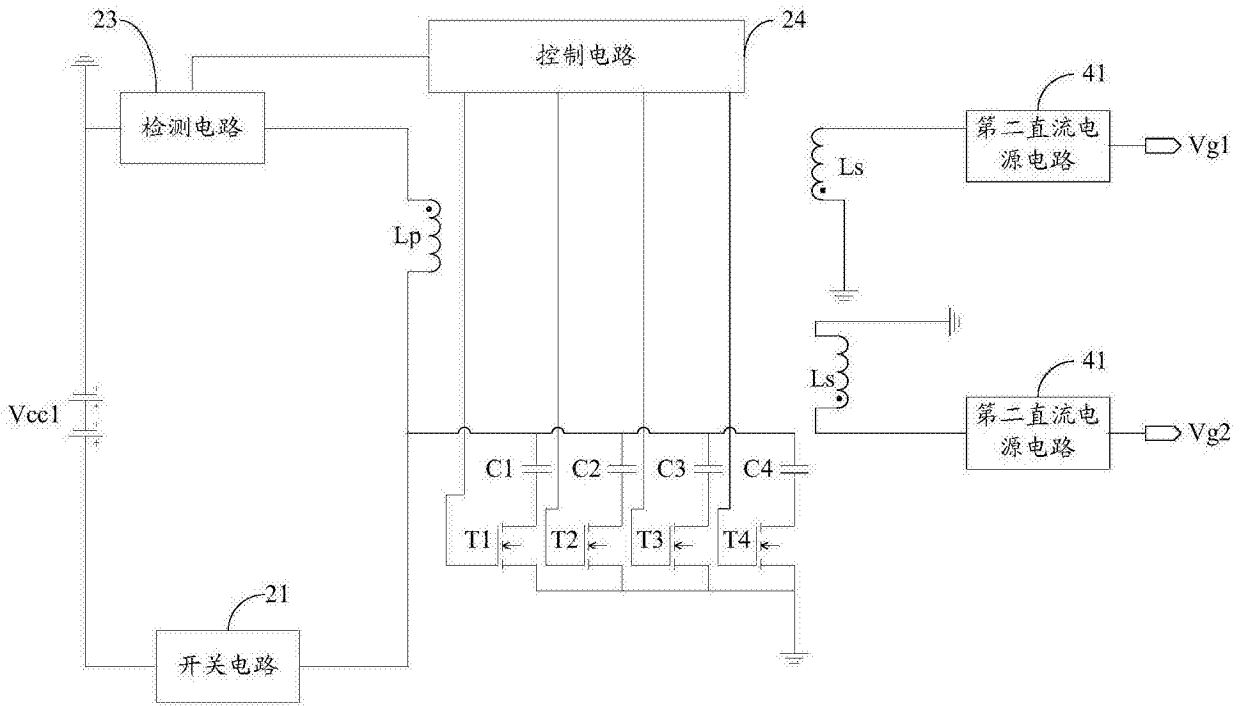 23
24
控制电路
检测电路
41
第二直流电
源电路
Vg1
Ls
Lp
Ls
41
第二直流电
源电路
Vg2
Vcc1
C1
C2
C3
C4
T1
T2
T3
T4
21
开关电路